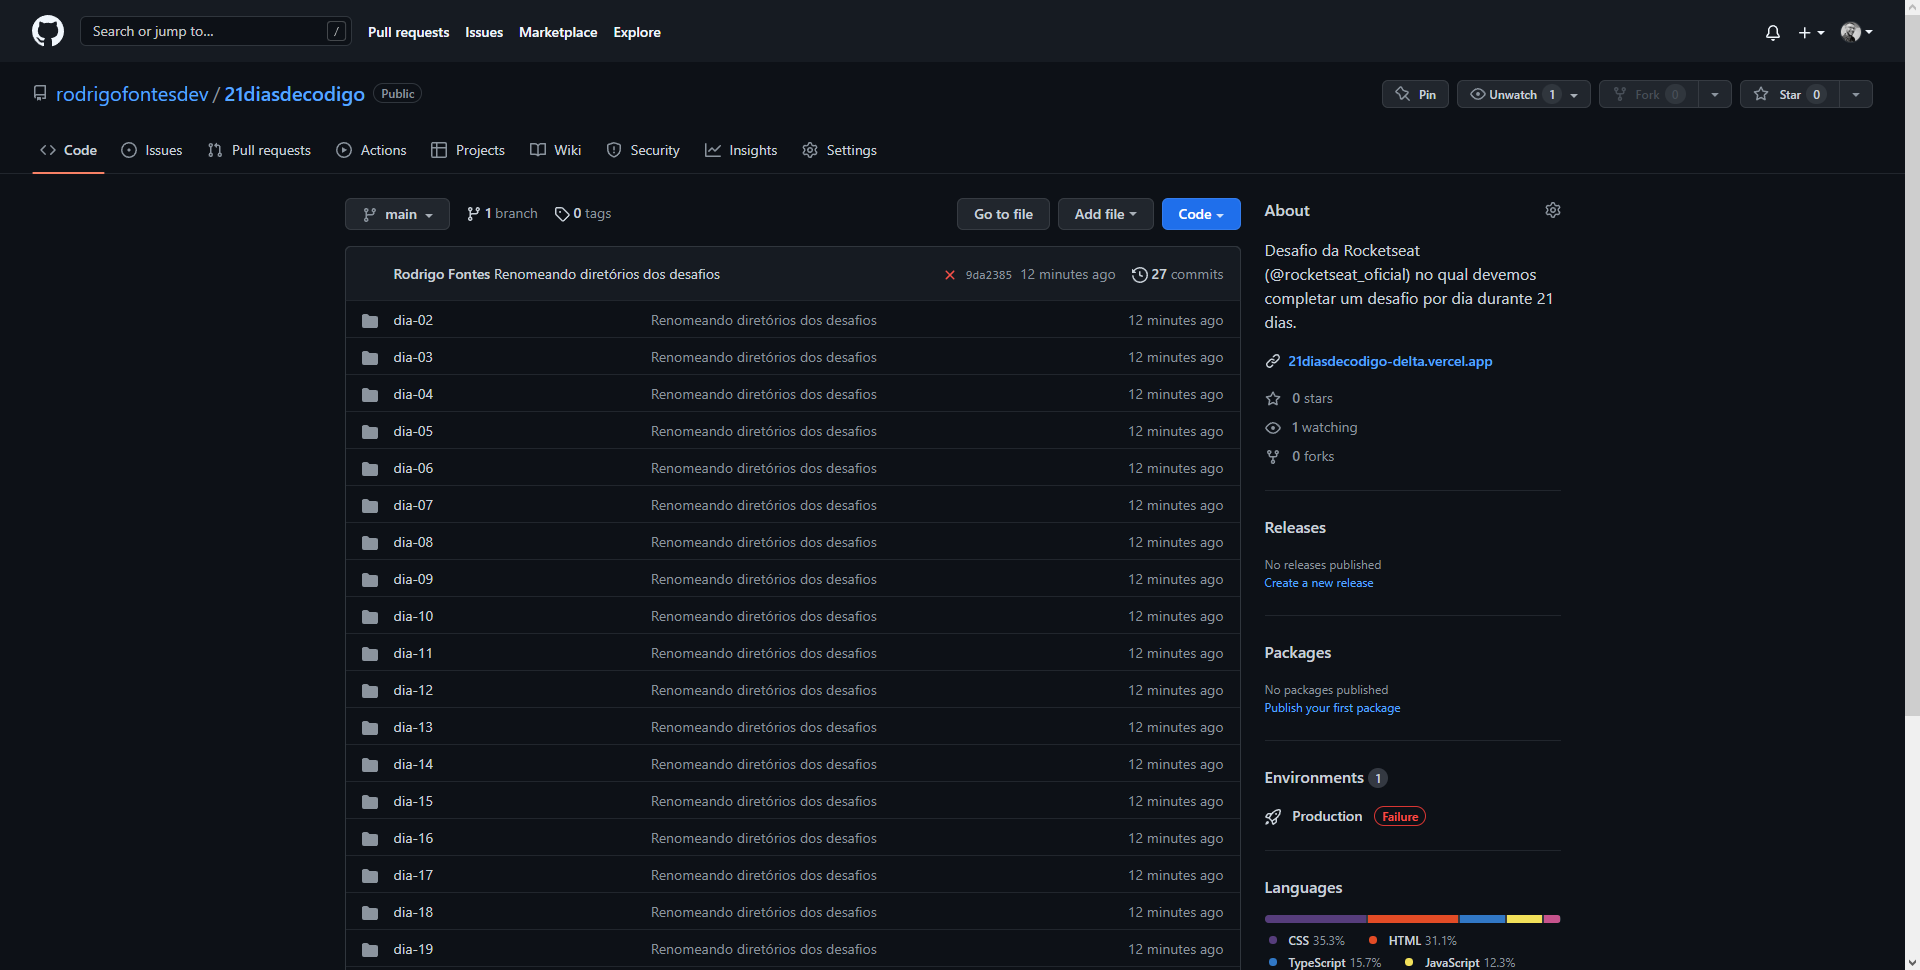 Search or jump to... /
Pull requests Issues Marketplace Explore
rodrigofontesdev / 21diasdecodigo Public
Pin Unwatch 1 Fork 0 Star 0
Code Issues Pull requests Actions Projects Wiki Security Insights Settings
main 1 branch 0 tags Go to file Add file Code
Rodrigo Fontes Renomeando diretórios dos desafios 9da2385 12 minutes ago 27 commits
dia-02 Renomeando diretórios dos desafios 12 minutes ago
dia-03 Renomeando diretórios dos desafios 12 minutes ago
dia-04 Renomeando diretórios dos desafios 12 minutes ago
dia-05 Renomeando diretórios dos desafios 12 minutes ago
dia-06 Renomeando diretórios dos desafios 12 minutes ago
dia-07 Renomeando diretórios dos desafios 12 minutes ago
dia-08 Renomeando diretórios dos desafios 12 minutes ago
dia-09 Renomeando diretórios dos desafios 12 minutes ago
dia-10 Renomeando diretórios dos desafios 12 minutes ago
dia-11 Renomeando diretórios dos desafios 12 minutes ago
dia-12 Renomeando diretórios dos desafios 12 minutes ago
dia-13 Renomeando diretórios dos desafios 12 minutes ago
dia-14 Renomeando diretórios dos desafios 12 minutes ago
dia-15 Renomeando diretórios dos desafios 12 minutes ago
dia-16 Renomeando diretórios dos desafios 12 minutes ago
dia-17 Renomeando diretórios dos desafios 12 minutes ago
dia-18 Renomeando diretórios dos desafios 12 minutes ago
dia-19 Renomeando diretórios dos desafios 12 minutes ago
About
Desafio da Rocketseat
(@rocketseat_oficial) no qual devemos
completar um desafio por dia durante 21
dias.
21diasdecodigo-delta.vercel.app
0 stars
1 watching
0 forks
Releases
No releases published
Create a new release
Packages
No packages published
Publish your first package
Environments 1
Production Failure
Languages
CSS 35.3% HTML 31.1%
TypeScript 15.7% JavaScript 12.3%